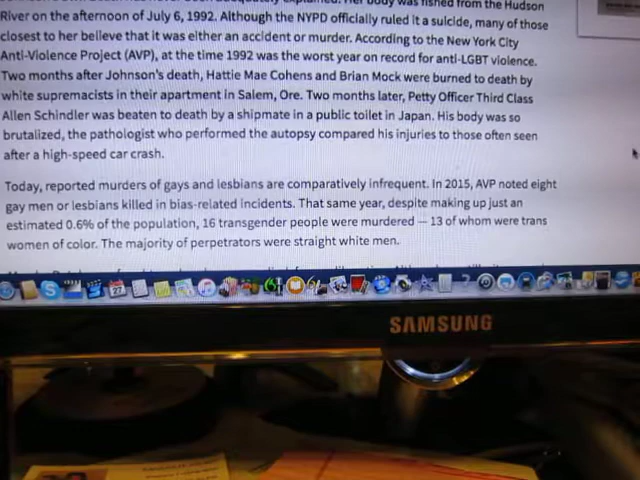 Her body was fished from the Hudson
River on the afternoon of July 6, 1992. Although the NYPD officially ruled it a suicide, many of those
closest to her believe that it was either an accident or murder. According to the New York City
Anti-Violence Project (AVP), at the time 1992 was the worst year on record for anti-LGBT violence.
Two months after Johnson's death, Hattie Mae Cohens and Brian Mock were burned to death by
white supremacists in their apartment in Salem, Ore. Two months later, Petty Officer Third Class
Allen Schindler was beaten to death by a shipmate in a public toilet in Japan. His body was so
brutalized, the pathologist who performed the autopsy compared his injuries to those often seen
after a high-speed car crash.
Today, reported murders of gays and lesbians are comparatively infrequent. In 2015, AVP noted eight
gay men or lesbians killed in bias-related incidents. That same year, despite making up just an
estimated 0.6% of the population, 16 transgender people were murdered — 13 of whom were trans
women of color. The majority of perpetrators were straight white men.
27
SAMSUNG